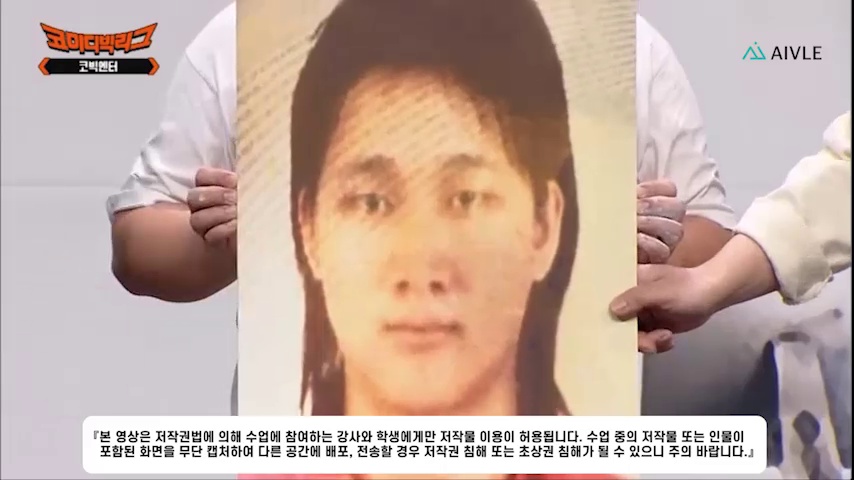 코미디빅리그
코빅엔터
AIVLE
『본 영상은 저작권법에 의해 수업에 참여하는 강사와 학생에게만 저작물 이용이 허용됩니다. 수업 중의 저작물 또는 인물이
포함된 화면을 무단 캡처하여 다른 공간에 배포, 전송할 경우 저작권 침해 또는 초상권 침해가 될 수 있으니 주의 바랍니다.』